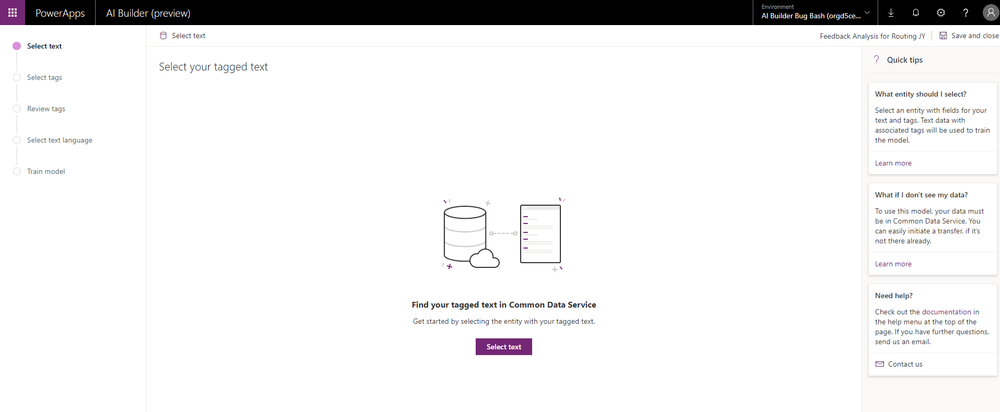 PowerApps
AI Builder (preview)
Environment
AI Builder Bug Bash (orgd5ce...
?
Select text
Select tags
Review tags
Select text language
Train model
Select text
Feedback Analysis for Routing JY
Save and close
Select your tagged text
Find your tagged text in Common Data Service
Get started by selecting the entity with your tagged text.
Select text
? Quick tips
What entity should I select?
Select an entity with fields for your
text and tags. Text data with
associated tags will be used to train
the model.
Learn more
What if I don't see my data?
To use this model, your data must
be in Common Data Service. You
can easily initiate a transfer, if it’s
not there already.
Learn more
Need help?
Check out the documentation in
the help menu at the top of the
page. If you have further questions,
send us an email.
Contact us